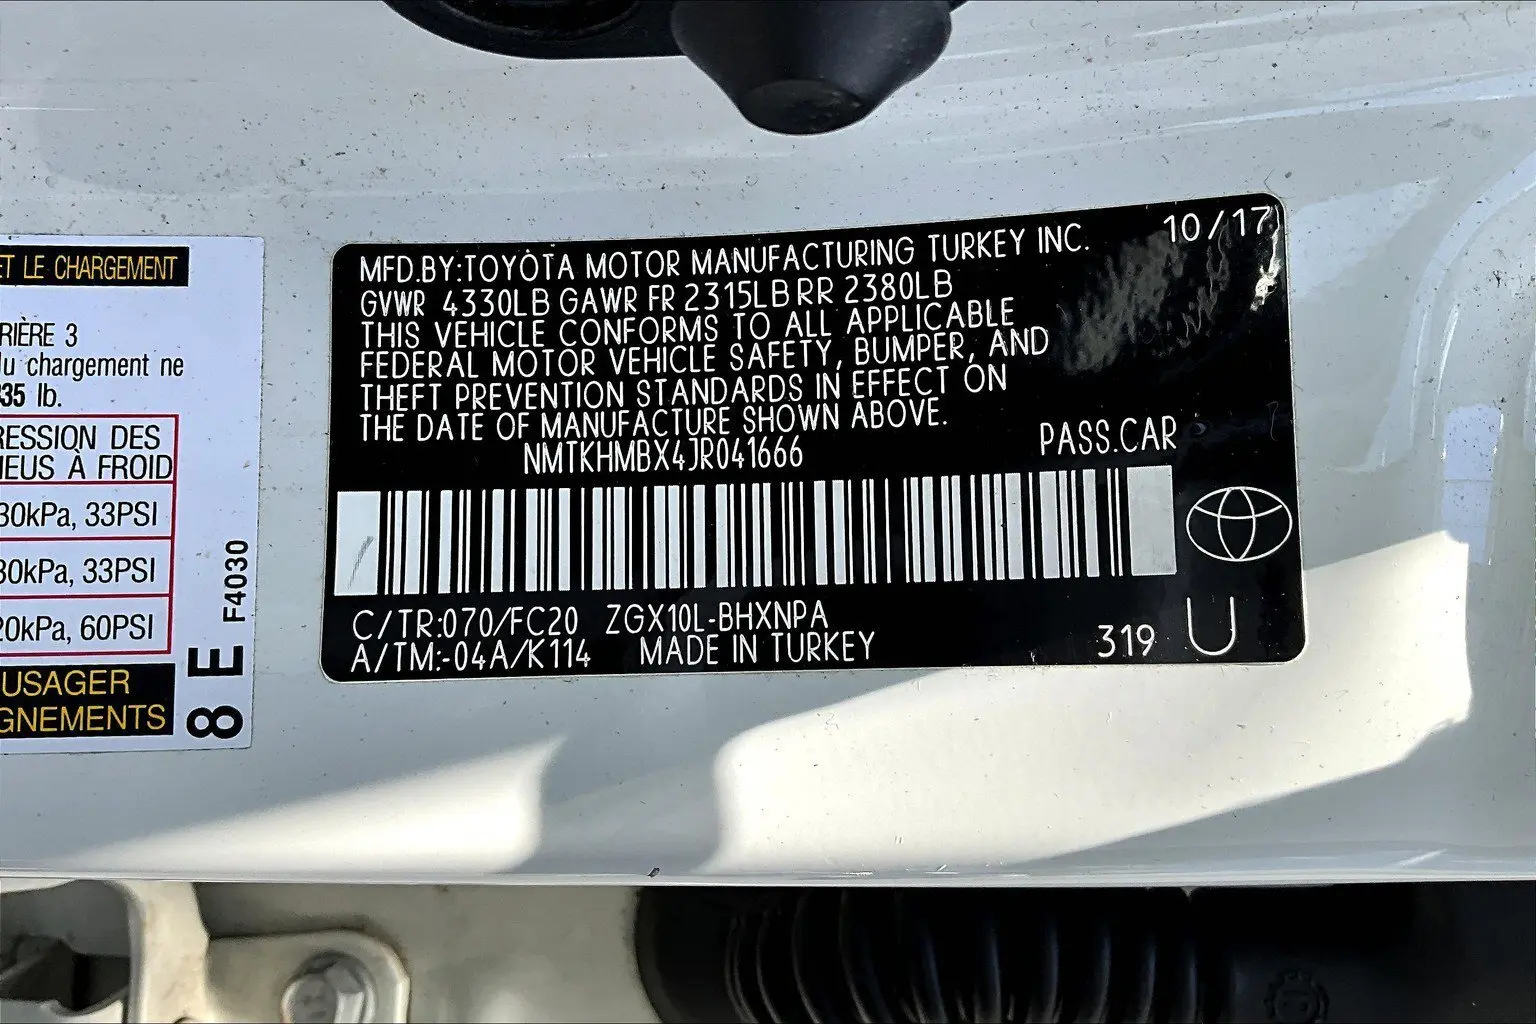 ET LE CHARGEMENT
RIÈRE 3
du chargement ne
35 lb.
RESSION DES
NEUS À FROID
30kPa, 33PSI
30kPa, 33PSI
20kPa, 60PSI
USAGER
GNEMENTS
8 E
F4030
10/17
MFD.BY:TOYOTA MOTOR MANUFACTURING TURKEY INC.
GVWR 4330LB GAWR FR 2315LB RR 2380LB
THIS VEHICLE CONFORMS TO ALL APPLICABLE
FEDERAL MOTOR VEHICLE SAFETY, BUMPER, AND
THEFT PREVENTION STANDARDS IN EFFECT ON
THE DATE OF MANUFACTURE SHOWN ABOVE.
NMTKHMBX4JR041666
PASS.CAR
C/TR:070/FC20 ZGX10L-BHXNPA
A/TM:-04A/K114 MADE IN TURKEY
319 U